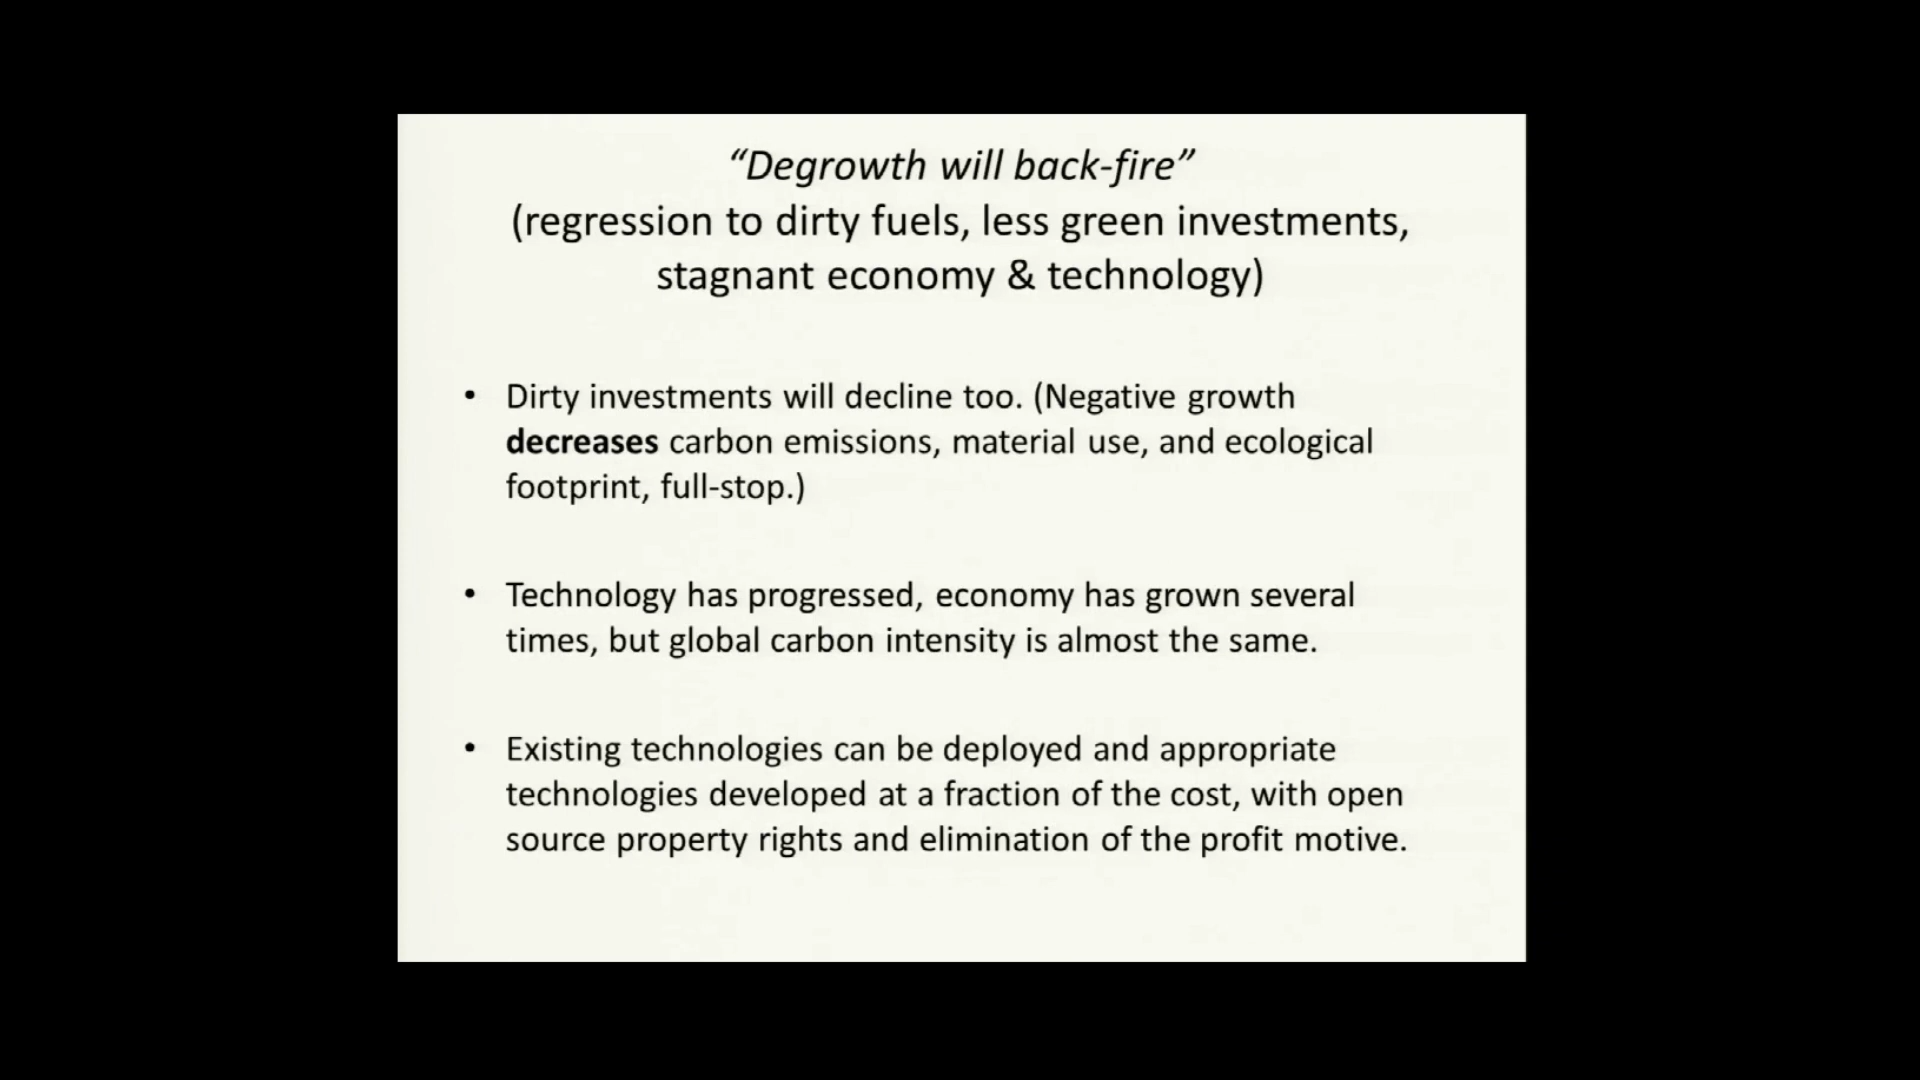 “Degrowth will back-fire”
(regression to dirty fuels, less green investments,
stagnant economy & technology)
• Dirty investments will decline too. (Negative growth
decreases carbon emissions, material use, and ecological
footprint, full-stop.)
• Technology has progressed, economy has grown several
times, but global carbon intensity is almost the same.
• Existing technologies can be deployed and appropriate
technologies developed at a fraction of the cost, with open
source property rights and elimination of the profit motive.